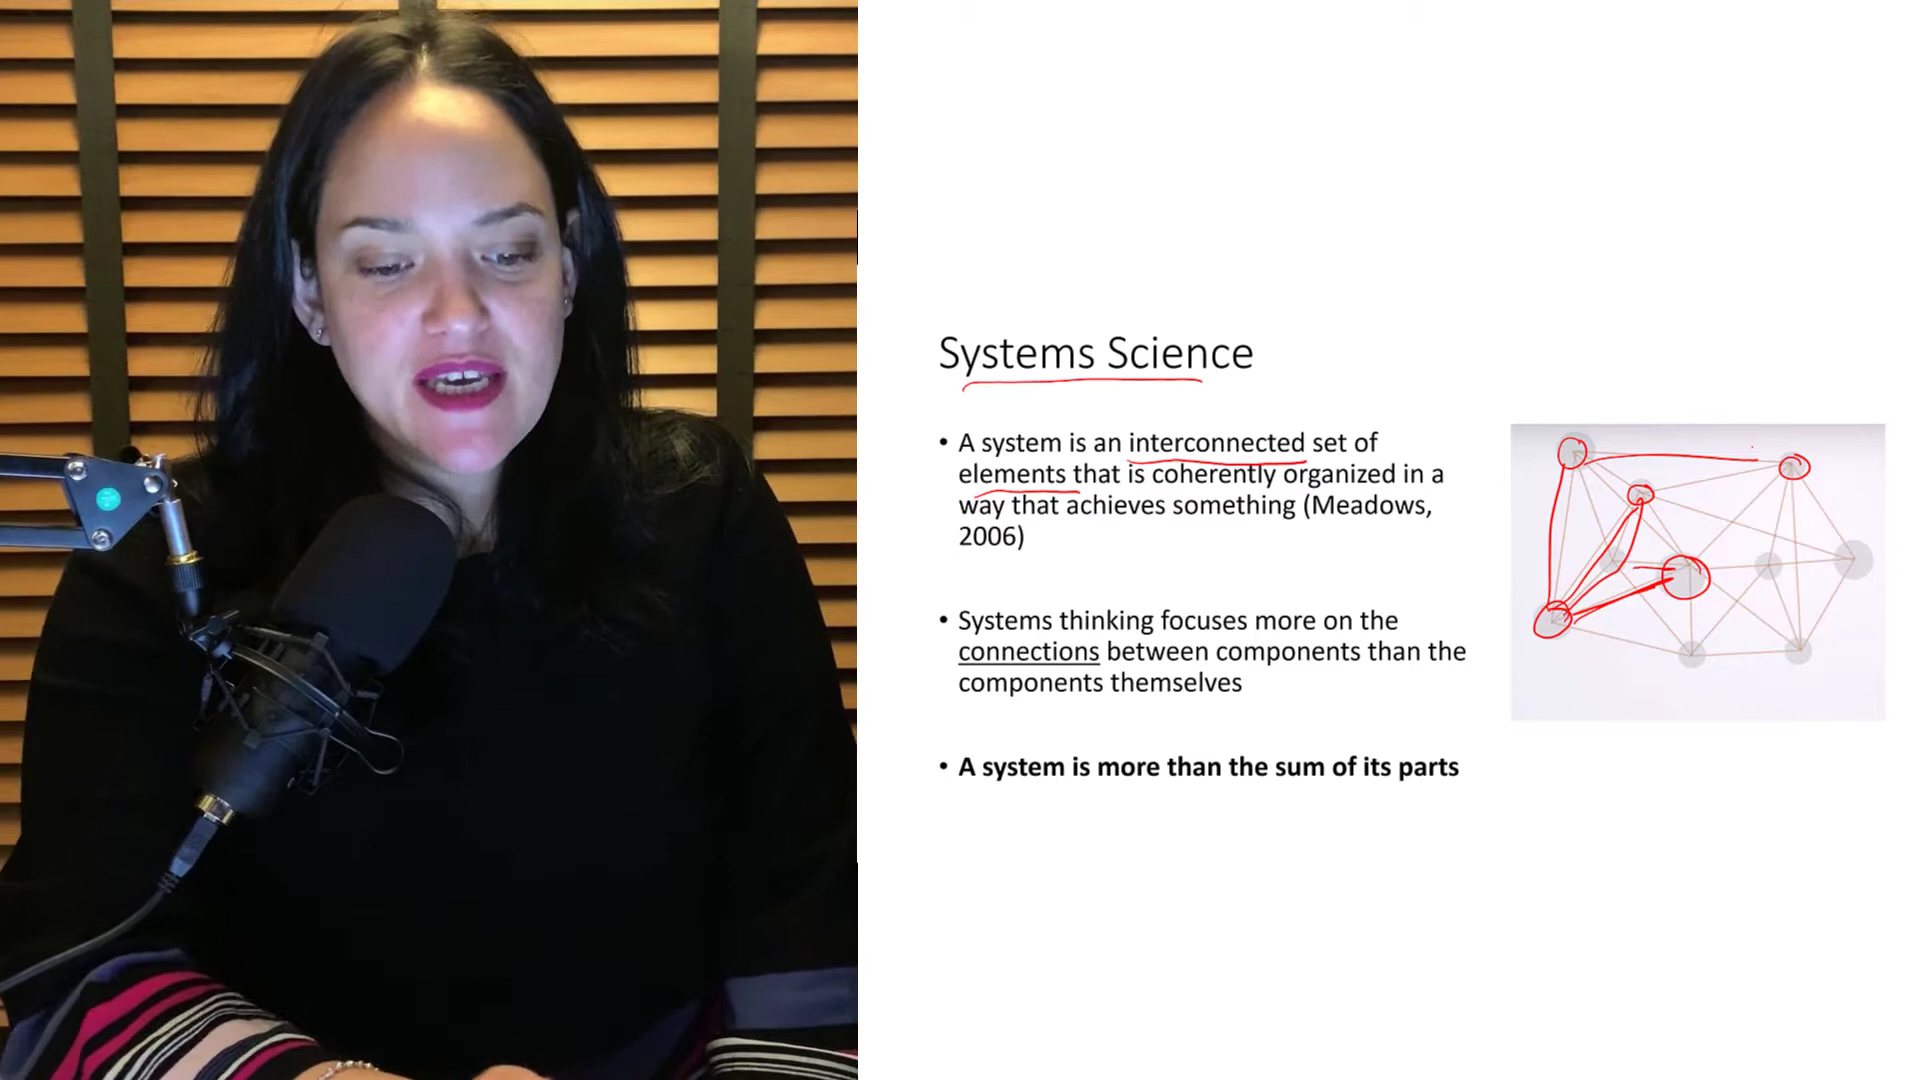 Systems Science
• A system is an interconnected set of
elements that is coherently organized in a
way that achieves something (Meadows,
2006)
• Systems thinking focuses more on the
connections between components than the
components themselves
• A system is more than the sum of its parts